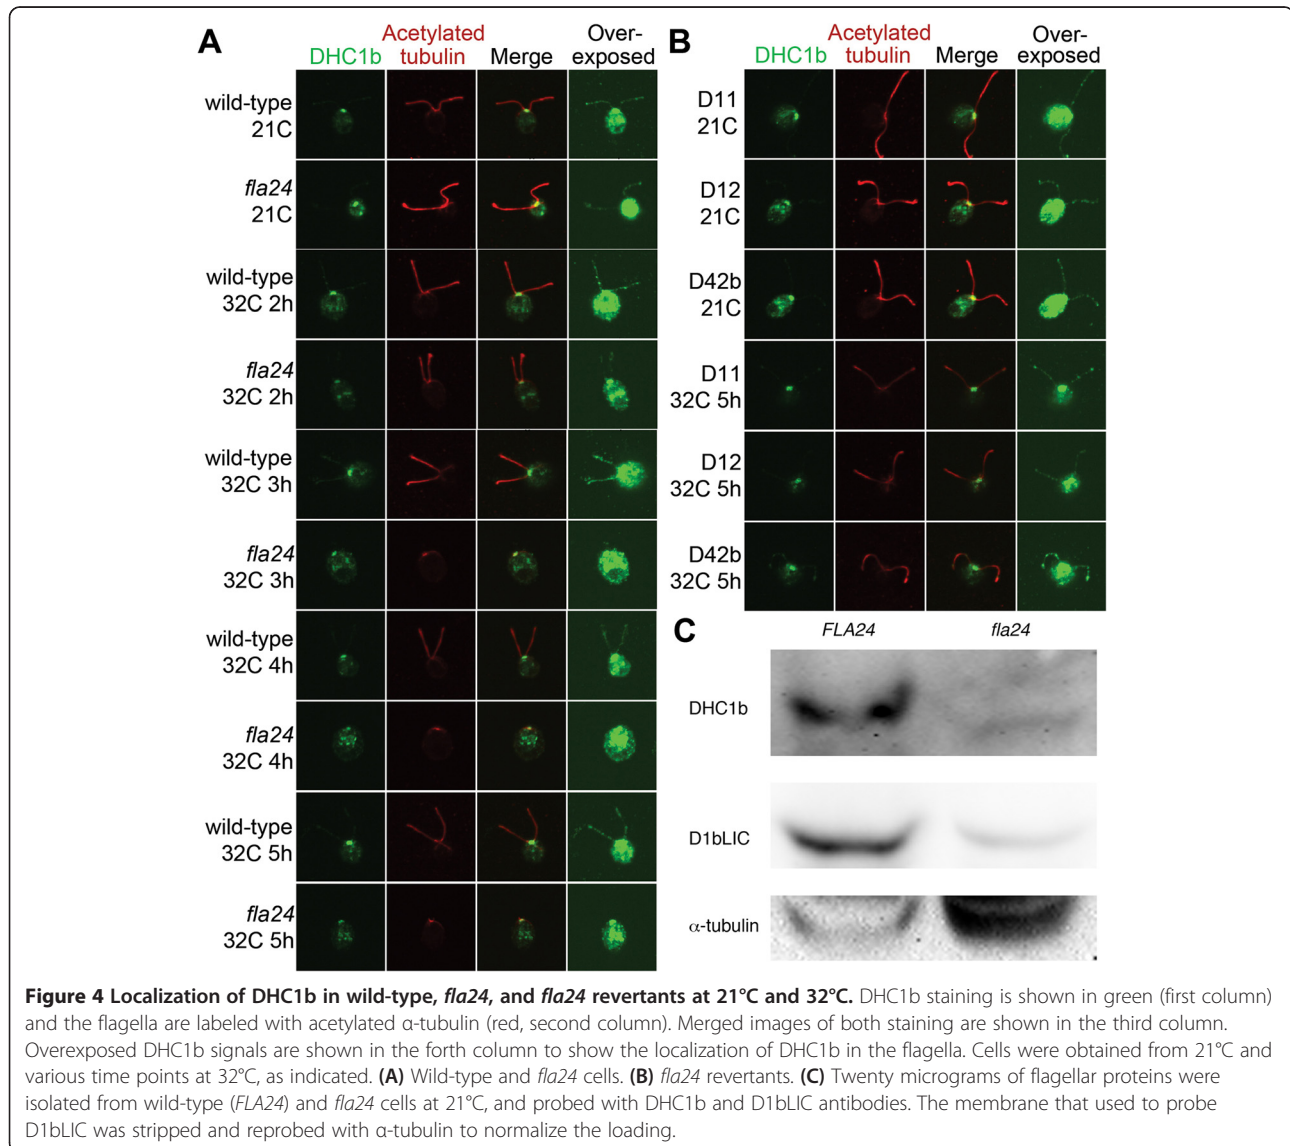 A
DHC1b
Acetylated
tubulin
Merge
Over-
exposed
wild-type
21C
fla24
21C
wild-type
32C 2h
fla24
32C 2h
wild-type
32C 3h
fla24
32C 3h
wild-type
32C 4h
fla24
32C 4h
wild-type
32C 5h
fla24
32C 5h
B
DHC1b
Acetylated
tubulin
Merge
Over-
exposed
D11
21C
D12
21C
D42b
21C
D11
32C 5h
D12
32C 5h
D42b
32C 5h
C
FLA24
fla24
DHC1b
D1bLIC
α-tubulin
Figure 4 Localization of DHC1b in wild-type, fla24, and fla24 revertants at 21°C and 32°C. DHC1b staining is shown in green (first column)
and the flagella are labeled with acetylated α-tubulin (red, second column). Merged images of both staining are shown in the third column.
Overexposed DHC1b signals are shown in the forth column to show the localization of DHC1b in the flagella. Cells were obtained from 21°C and
various time points at 32°C, as indicated. (A) Wild-type and fla24 cells. (B) fla24 revertants. (C) Twenty micrograms of flagellar proteins were
isolated from wild-type (FLA24) and fla24 cells at 21°C, and probed with DHC1b and D1bLIC antibodies. The membrane that used to probe
D1bLIC was stripped and reprobed with α-tubulin to normalize the loading.